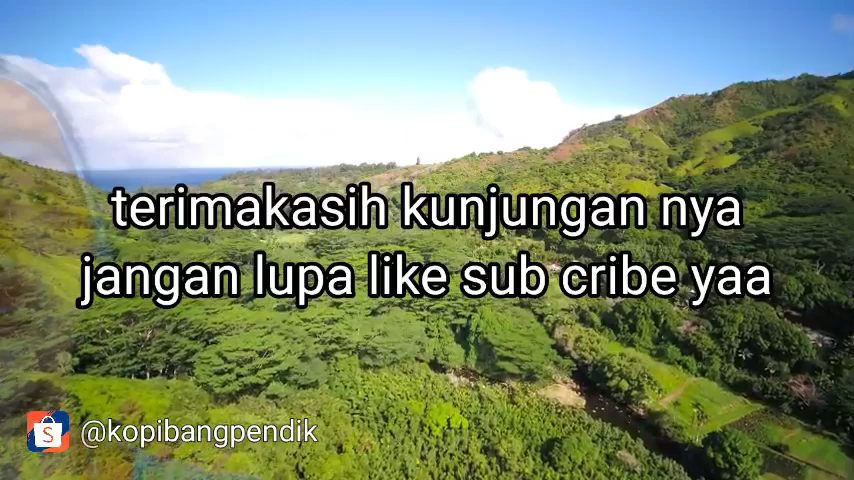 terimakasih kunjungan nya
jangan lupa like sub cribe yaa
@kopibangpendik